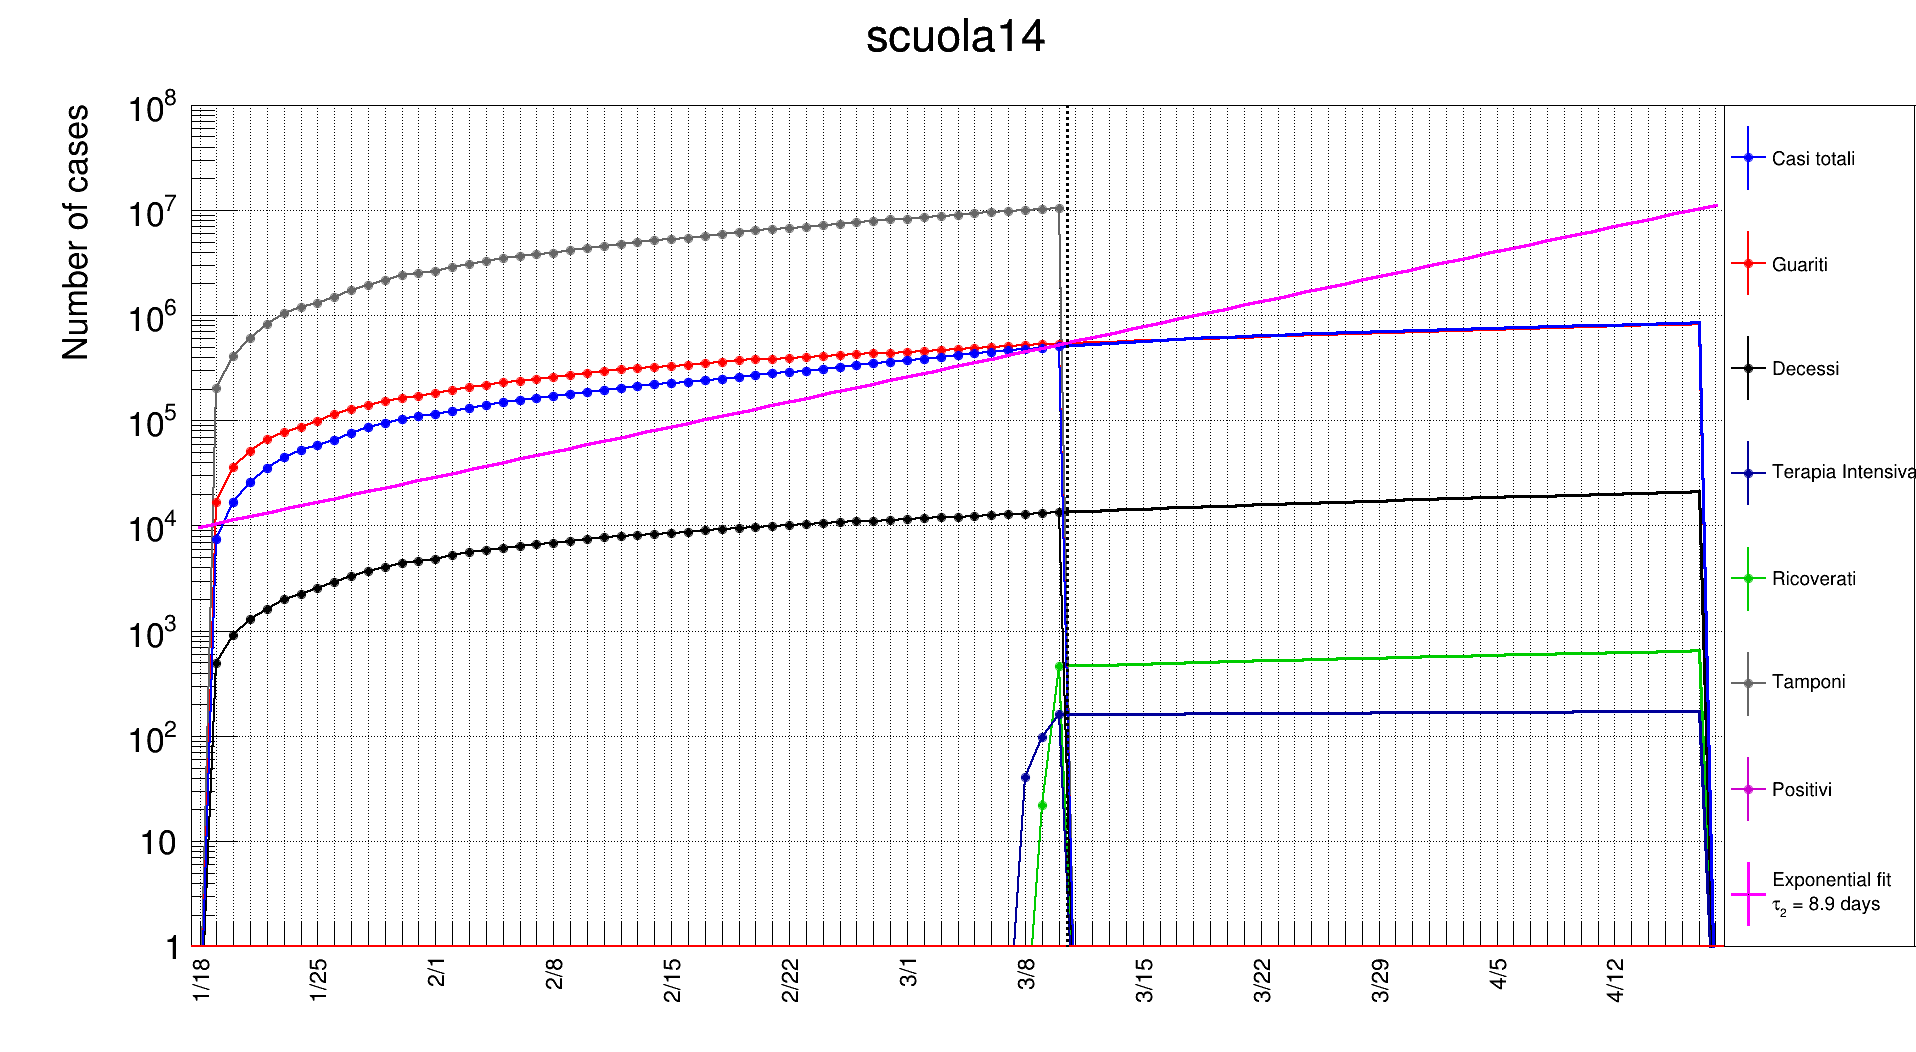 scuola14
Number of cases
10^8
10^7
10^6
10^5
10^4
10^3
10^2
10
1
1/18
1/25
2/1
2/8
2/15
2/22
3/1
3/8
3/15
3/22
3/29
4/5
4/12
Casi totali
Guariti
Decessi
Terapia Intensiva
Ricoverati
Tamponi
Positivi
Exponential fit
τ_2 = 8.9 days